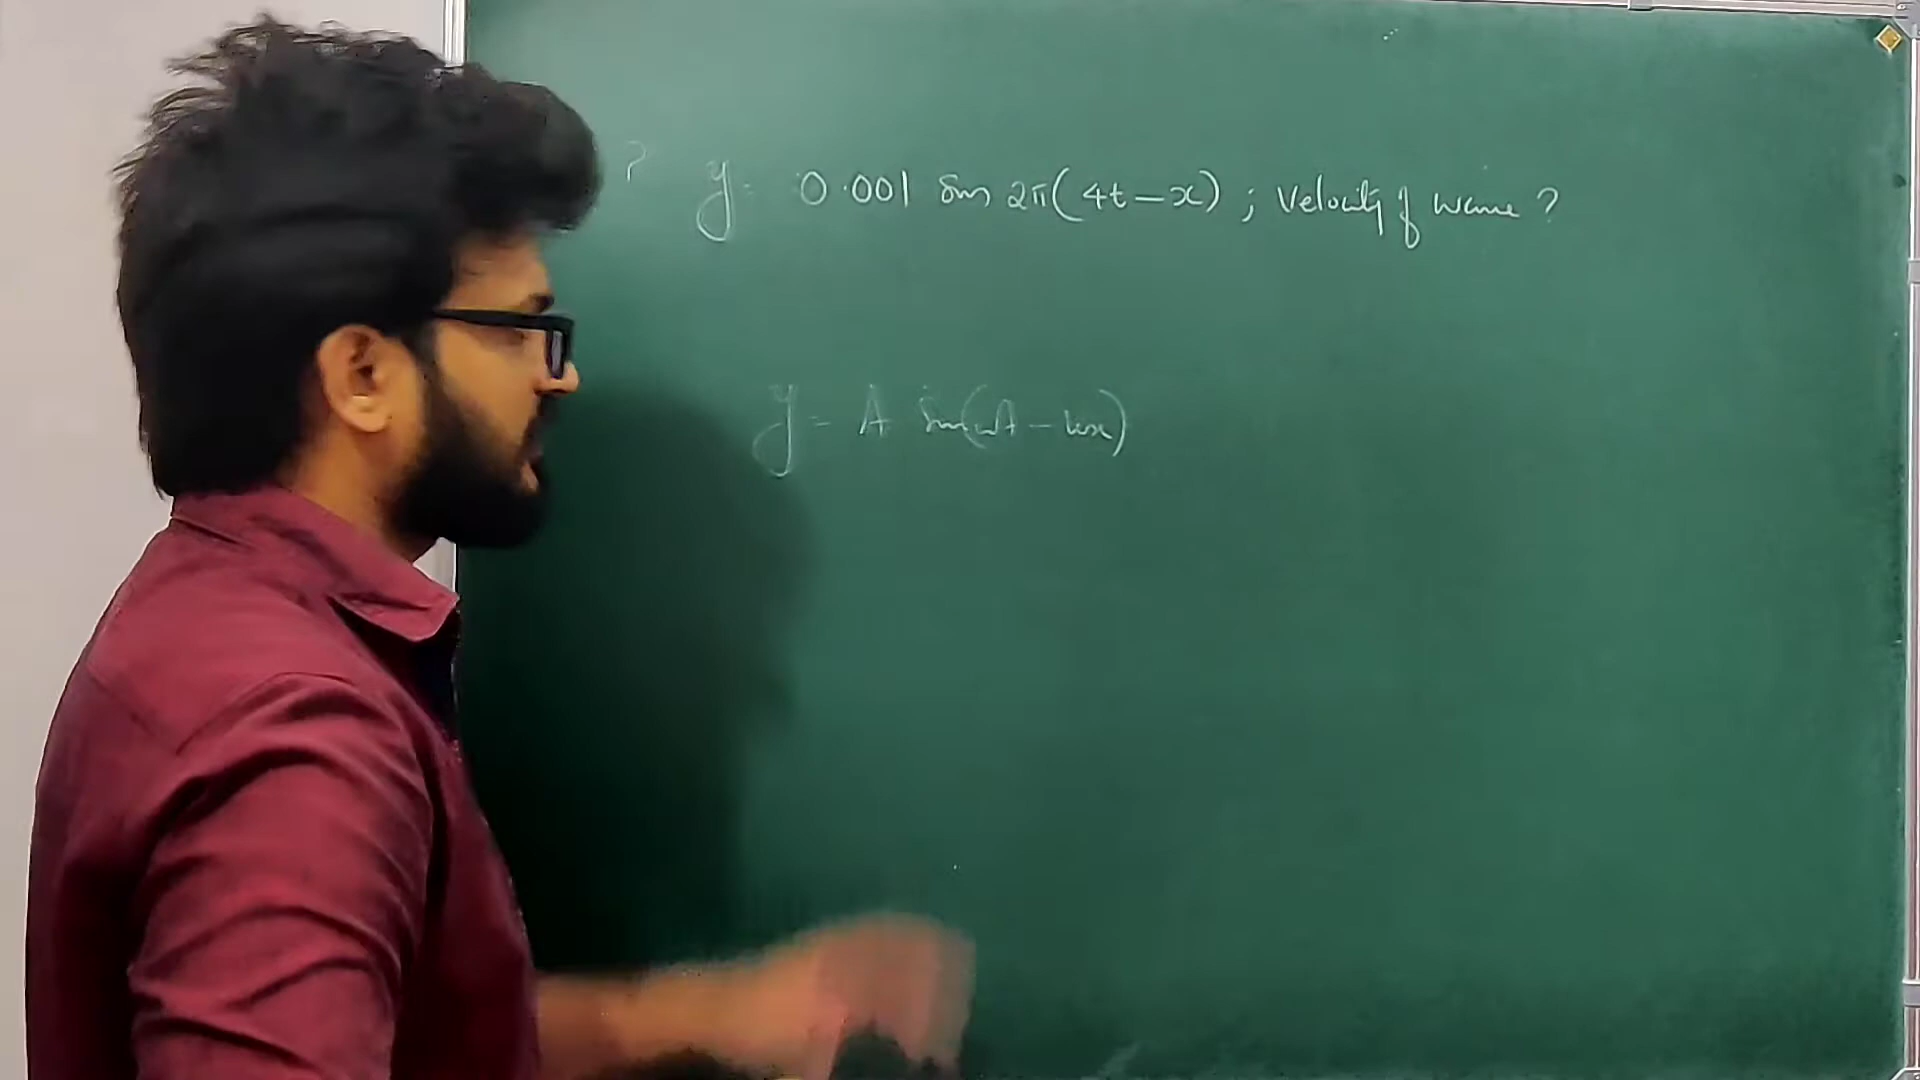 ? y = 0.001 sin 2π(4t-x) ; Velocity of wave ?
y = A sin(ωt - kx)